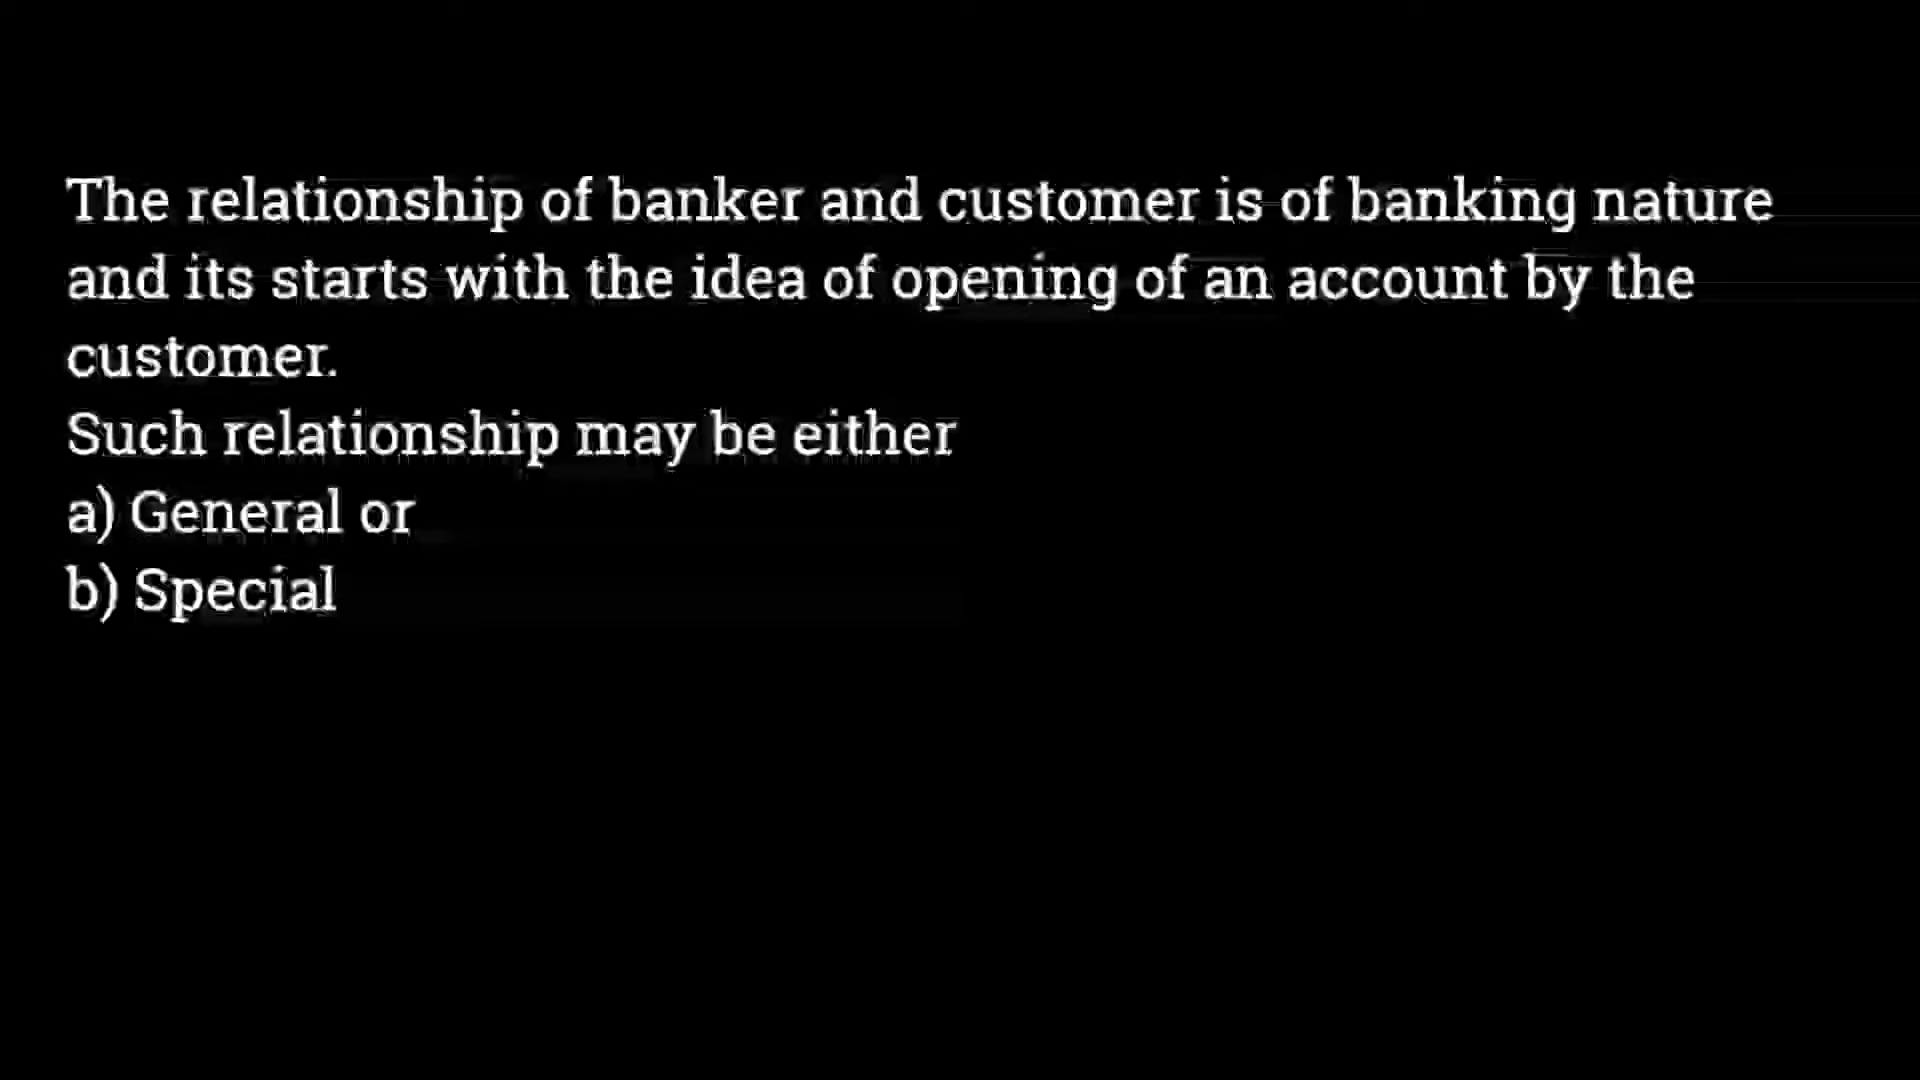 The relationship of banker and customer is of banking nature
and its starts with the idea of opening of an account by the
customer.
Such relationship may be either
a) General or
b) Special